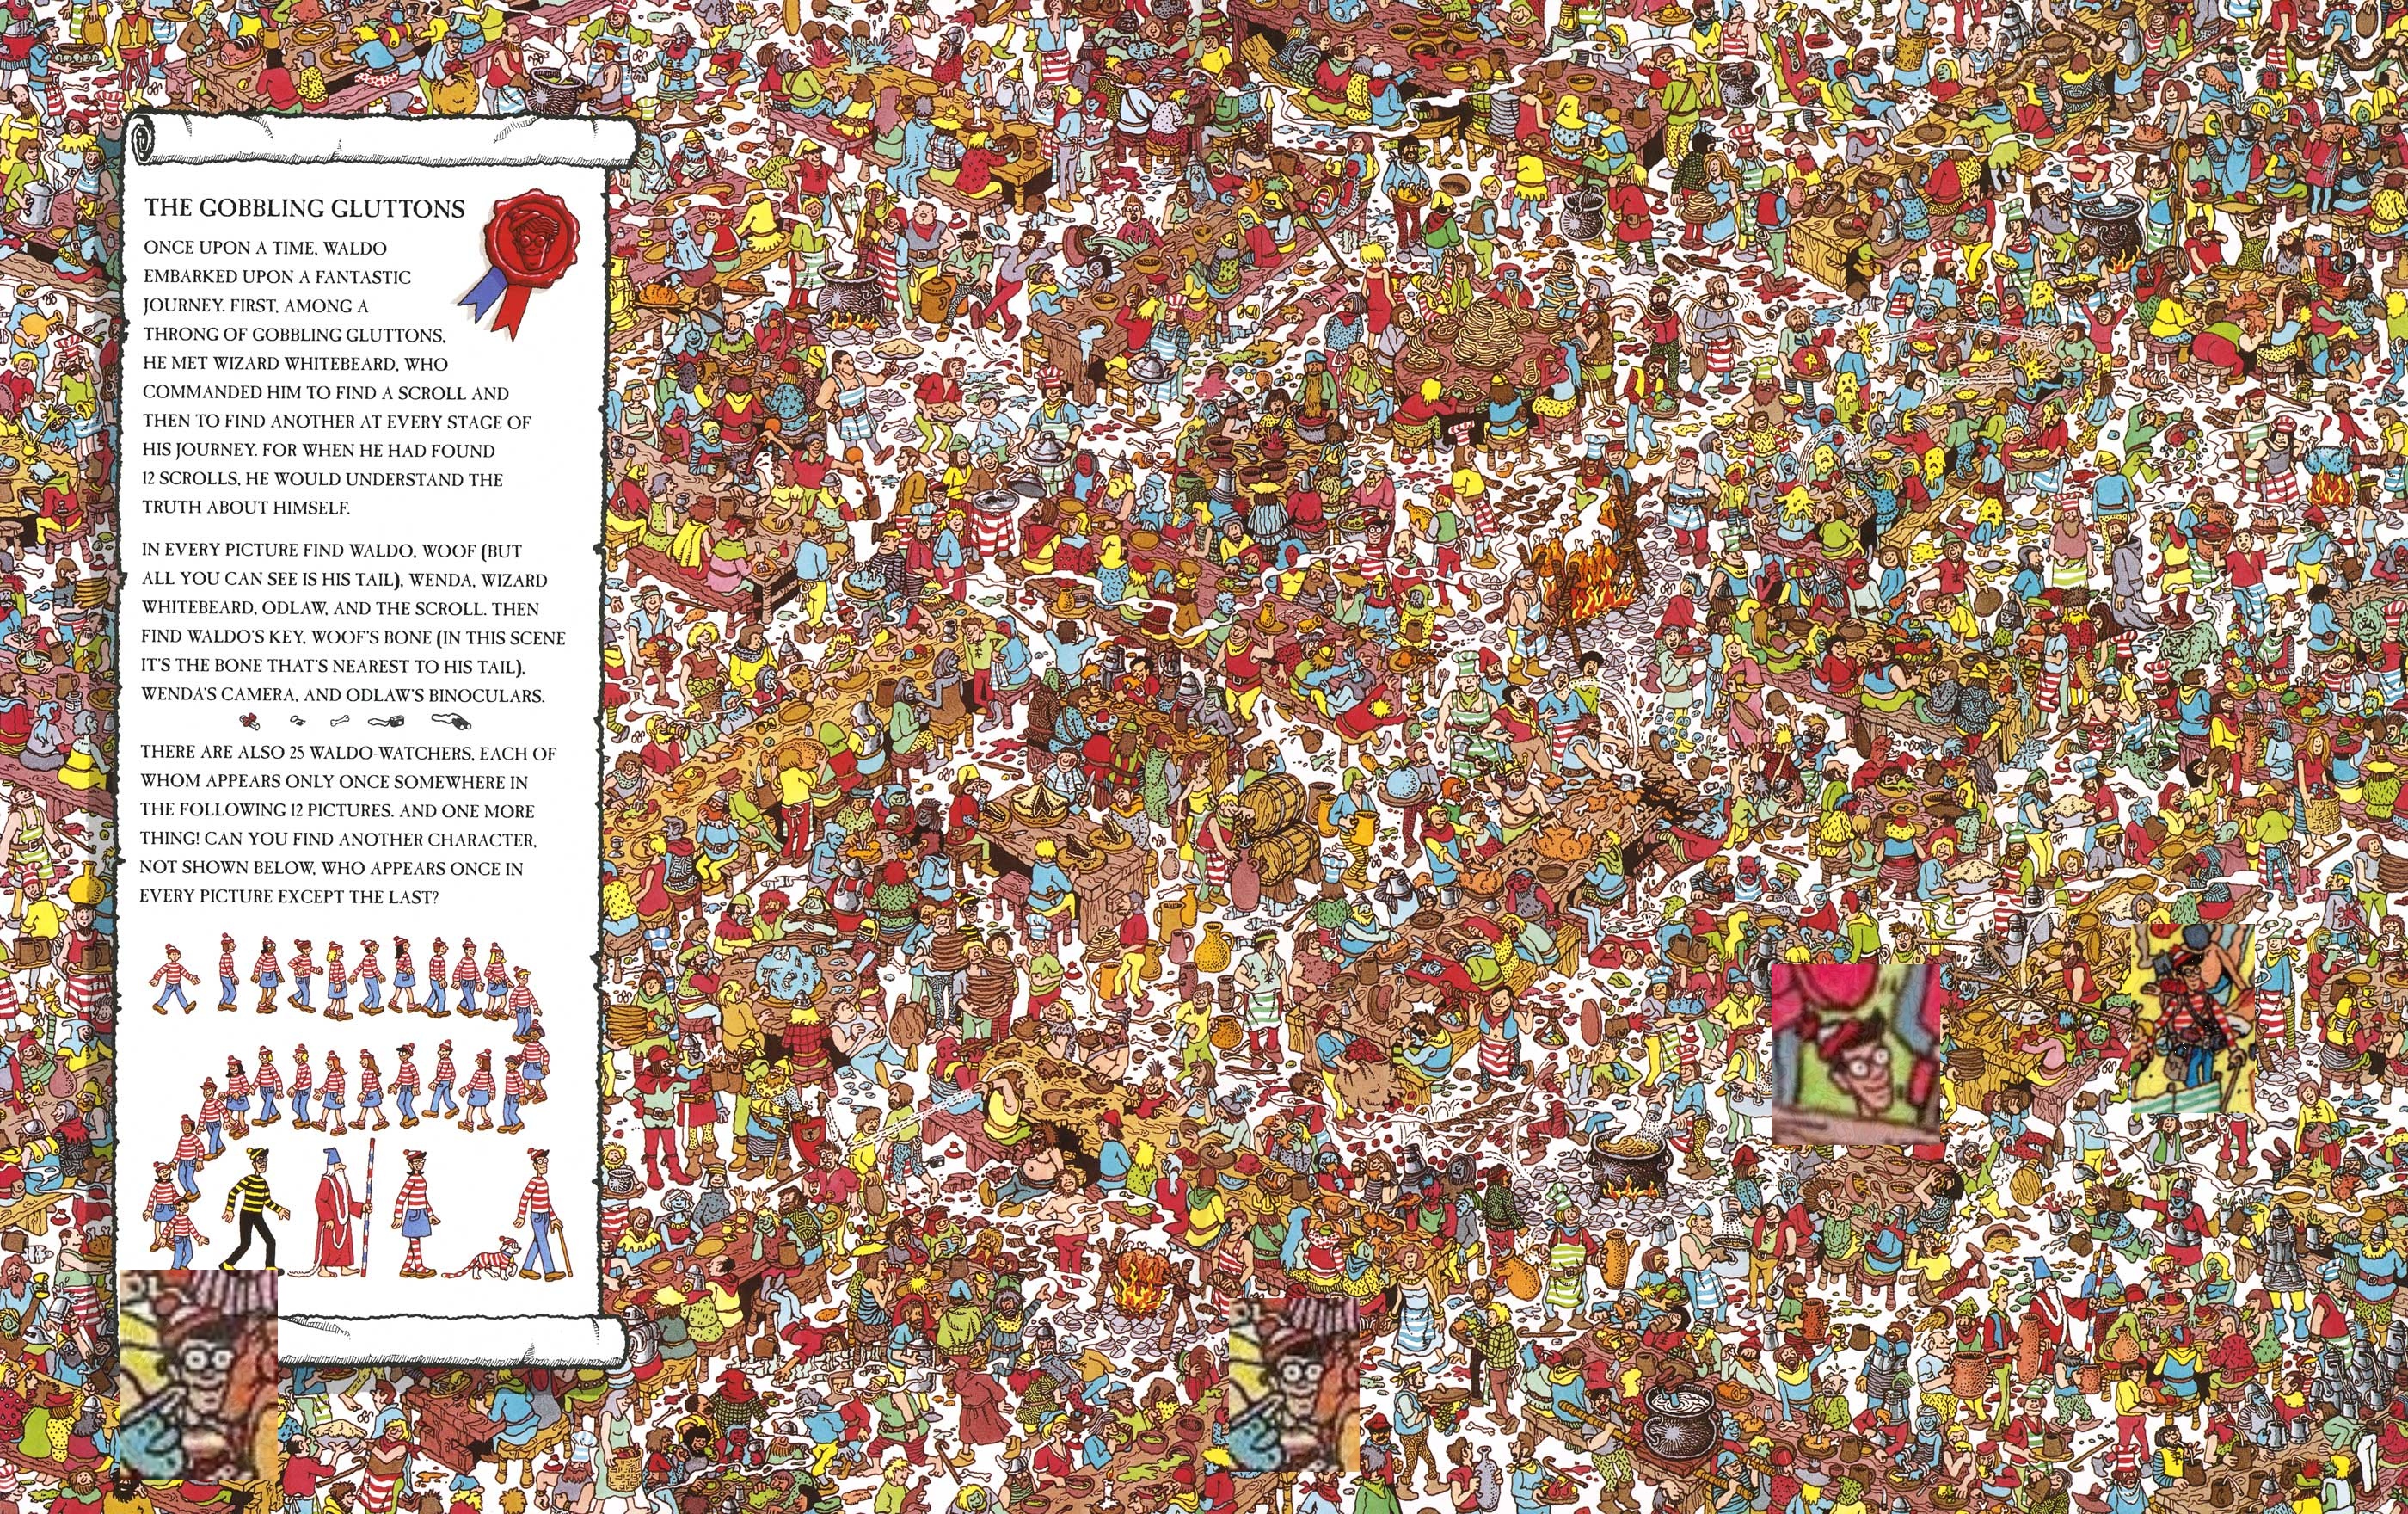 THE GOBBLING GLUTTONS
ONCE UPON A TIME, WALDO
EMBARKED UPON A FANTASTIC
JOURNEY. FIRST, AMONG A
THRONG OF GOBBLING GLUTTONS,
HE MET WIZARD WHITEBEARD, WHO
COMMANDED HIM TO FIND A SCROLL AND
THEN TO FIND ANOTHER AT EVERY STAGE OF
HIS JOURNEY. FOR WHEN HE HAD FOUND
12 SCROLLS, HE WOULD UNDERSTAND THE
TRUTH ABOUT HIMSELF.
IN EVERY PICTURE FIND WALDO, WOOF (BUT
ALL YOU CAN SEE IS HIS TAIL), WENDA, WIZARD
WHITEBEARD, ODLAW, AND THE SCROLL. THEN
FIND WALDO'S KEY, WOOF'S BONE (IN THIS SCENE
IT'S THE BONE THAT'S NEAREST TO HIS TAIL),
WENDA'S CAMERA, AND ODLAW'S BINOCULARS.
THERE ARE ALSO 25 WALDO-WATCHERS, EACH OF
WHOM APPEARS ONLY ONCE SOMEWHERE IN
THE FOLLOWING 12 PICTURES. AND ONE MORE
THING! CAN YOU FIND ANOTHER CHARACTER,
NOT SHOWN BELOW, WHO APPEARS ONCE IN
EVERY PICTURE EXCEPT THE LAST?